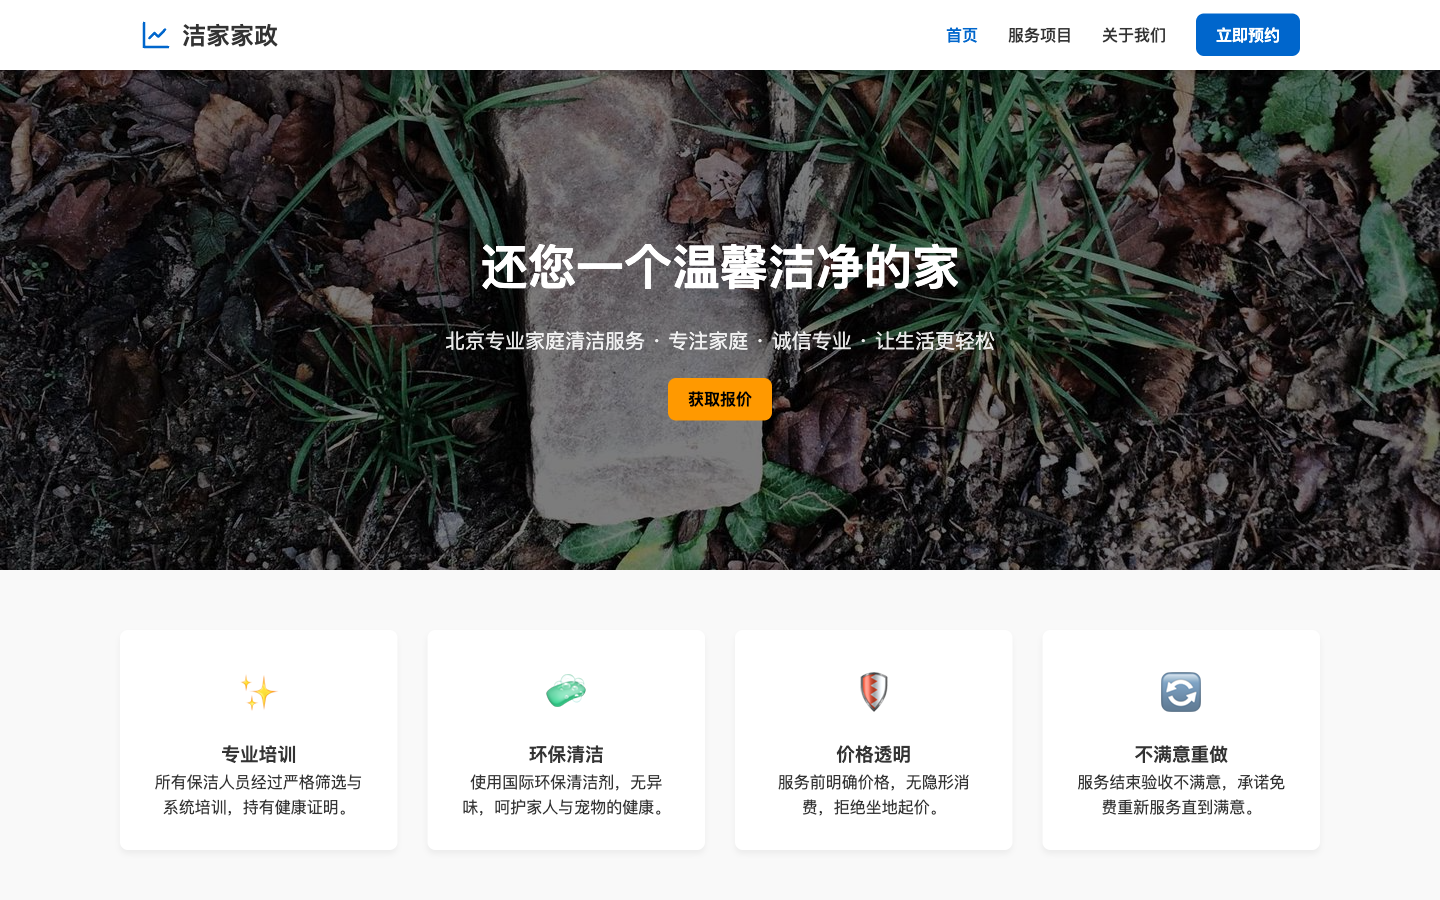 洁家家政
首页
服务项目
关于我们
立即预约
还您一个温馨洁净的家
北京专业家庭清洁服务 · 专注家庭 · 诚信专业 · 让生活更轻松
获取报价
专业培训
所有保洁人员经过严格筛选与
系统培训，持有健康证明。
环保清洁
使用国际环保清洁剂，无异
味，呵护家人与宠物的健康。
价格透明
服务前明确价格，无隐形消
费，拒绝坐地起价。
不满意重做
服务结束验收不满意，承诺免
费重新服务直到满意。